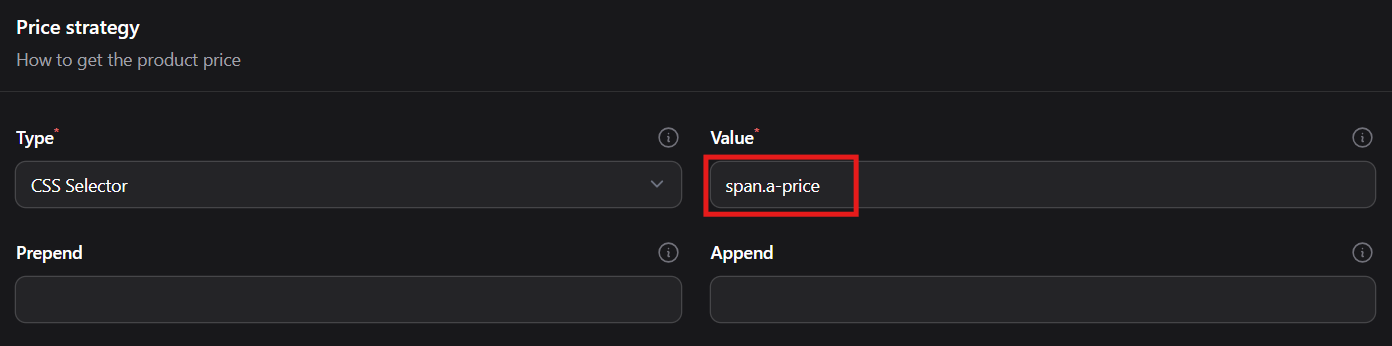 Price strategy
How to get the product price
Type*
Value*
CSS Selector
span.a-price
Prepend
Append